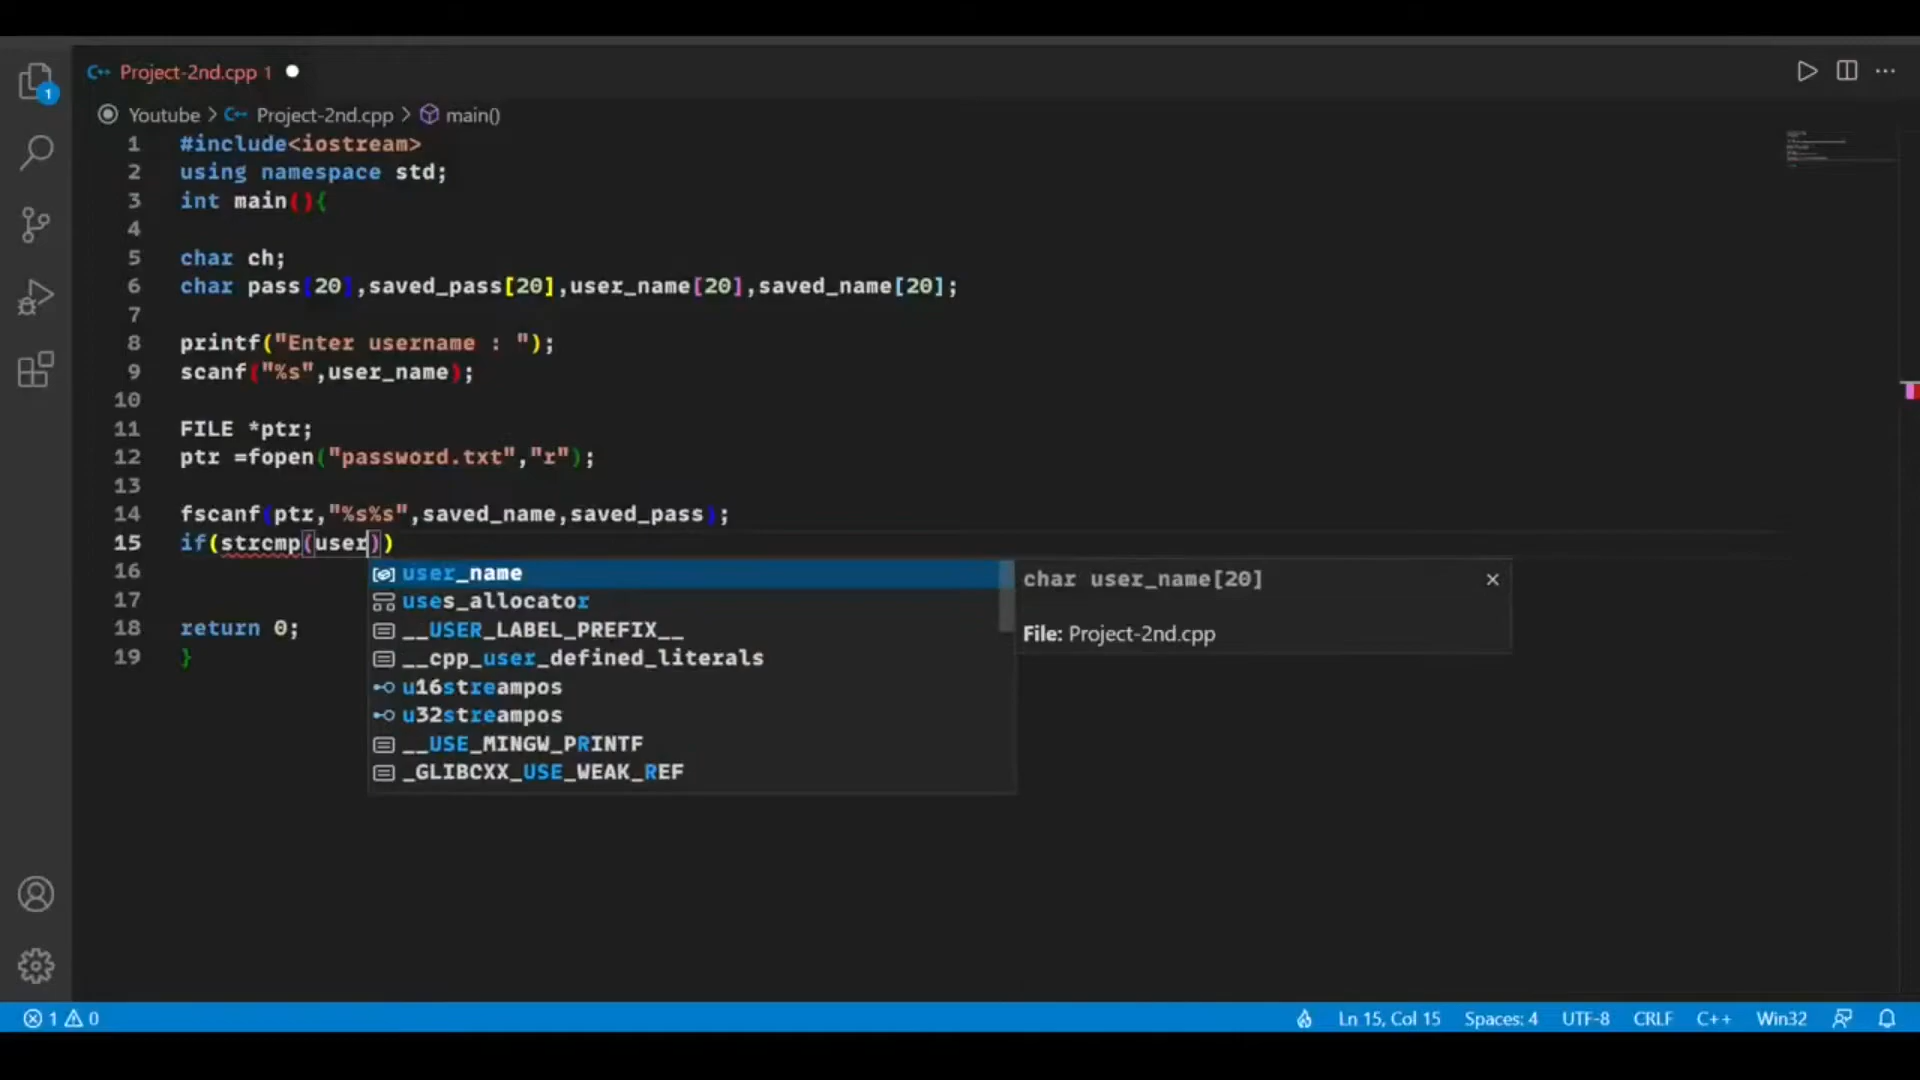 1
C++ Project-2nd.cpp 1
Youtube > C++ Project-2nd.cpp > main()
1 #include<iostream>
2 using namespace std;
3 int main(){
4
5 char ch;
6 char pass[20],saved_pass[20],user_name[20],saved_name[20];
7
8 printf("Enter username : ");
9 scanf("%s",user_name);
10
11 FILE *ptr;
12 ptr =fopen("password.txt","r");
13
14 fscanf(ptr,"%s%s",saved_name,saved_pass);
15 if(strcmp(user))
16
17
18 return 0;
19 }
user_name
uses_allocator
__USER_LABEL_PREFIX__
__cpp_user_defined_literals
u16streampos
u32streampos
__USE_MINGW_PRINTF
_GLIBCXX_USE_WEAK_REF
char user_name[20]
File: Project-2nd.cpp
1 0 Ln 15, Col 15 Spaces: 4 UTF-8 CRLF C++ Win32